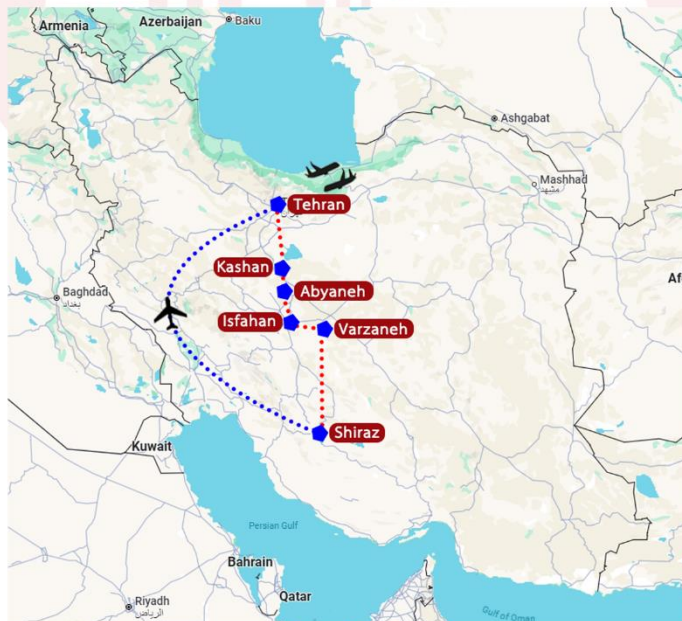 Armenia
Azerbaijan
Baku
Ashgabat
Mashhad
مشهد
Tehran
Kashan
Abyaneh
Isfahan
Varzaneh
Baghdad
بغداد
Shiraz
Kuwait
Persian Gulf
Bahrain
Qatar
Riyadh
الرياض
Gulf of Oman